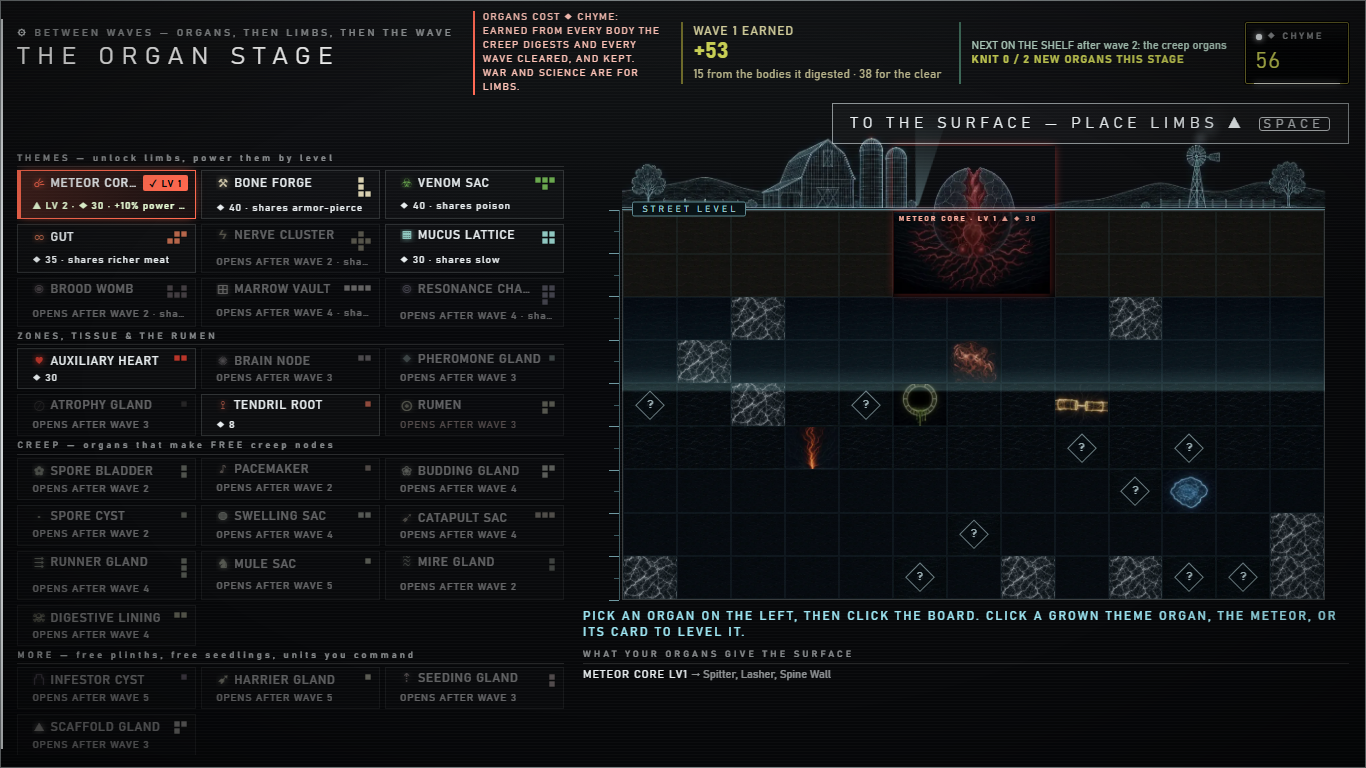 BETWEEN WAVES — ORGANS, THEN LIMBS, THEN THE WAVE
THE ORGAN STAGE
ORGANS COST ◆ CHYME:
EARNED FROM EVERY BODY THE
CREEP DIGESTS AND EVERY
WAVE CLEARED, AND KEPT.
WAR AND SCIENCE ARE FOR
LIMBS.
WAVE 1 EARNED
+53
15 from the bodies it digested · 38 for the clear
NEXT ON THE SHELF after wave 2: the creep organs
KNIT 0 / 2 NEW ORGANS THIS STAGE
◆ CHYME
56
TO THE SURFACE — PLACE LIMBS ▲ SPACE
THEMES — unlock limbs, power them by level
METEOR COR… ✓ LV 1
▲ LV 2 · ◆ 30 · +10% power …
BONE FORGE
◆ 40 · shares armor-pierce
VENOM SAC
◆ 40 · shares poison
GUT
◆ 35 · shares richer meat
NERVE CLUSTER
OPENS AFTER WAVE 2 · sha…
MUCUS LATTICE
◆ 30 · shares slow
BROOD WOMB
OPENS AFTER WAVE 2 · sha…
MARROW VAULT
OPENS AFTER WAVE 4 · sha…
RESONANCE CHA…
OPENS AFTER WAVE 4 · sha…
ZONES, TISSUE & THE RUMEN
AUXILIARY HEART
◆ 30
BRAIN NODE
OPENS AFTER WAVE 3
PHEROMONE GLAND
OPENS AFTER WAVE 3
ATROPHY GLAND
OPENS AFTER WAVE 3
TENDRIL ROOT
◆ 8
RUMEN
OPENS AFTER WAVE 3
CREEP — organs that make FREE creep nodes
SPORE BLADDER
OPENS AFTER WAVE 2
PACEMAKER
OPENS AFTER WAVE 2
BUDDING GLAND
OPENS AFTER WAVE 4
SPORE CYST
OPENS AFTER WAVE 2
SWELLING SAC
OPENS AFTER WAVE 4
CATAPULT SAC
OPENS AFTER WAVE 4
RUNNER GLAND
OPENS AFTER WAVE 4
MULE SAC
OPENS AFTER WAVE 5
MIRE GLAND
OPENS AFTER WAVE 2
DIGESTIVE LINING
OPENS AFTER WAVE 4
MORE — free plinths, free seedlings, units you command
INFESTOR CYST
OPENS AFTER WAVE 5
HARRIER GLAND
OPENS AFTER WAVE 5
SEEDING GLAND
OPENS AFTER WAVE 3
SCAFFOLD GLAND
OPENS AFTER WAVE 3
STREET LEVEL
METEOR CORE · LV 1 ▲ ◆ 30
?
?
?
?
?
?
?
?
?
PICK AN ORGAN ON THE LEFT, THEN CLICK THE BOARD. CLICK A GROWN THEME ORGAN, THE METEOR, OR
ITS CARD TO LEVEL IT.
WHAT YOUR ORGANS GIVE THE SURFACE
METEOR CORE LV1 → Spitter, Lasher, Spine Wall